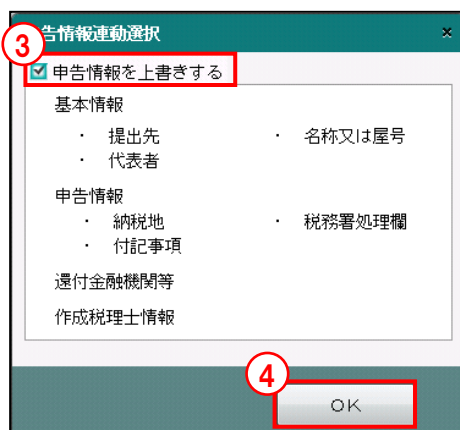 告情報連動選択
×
③
☑ 申告情報を上書きする
基本情報
・ 提出先 ・ 名称又は屋号
・ 代表者
申告情報
・ 納税地 ・ 税務署処理欄
・ 付記事項
還付金融機関等
作成税理士情報
④
OK